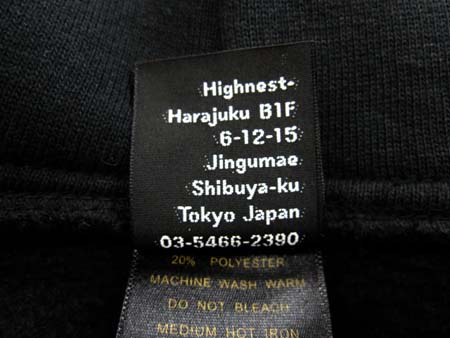 Highnest-
Harajuku B1F
6-12-15
Jingumae
Shibuya-ku
Tokyo Japan
03-5466-2390
20% POLYESTER
MACHINE WASH WARM
DO NOT BLEACH
MEDIUM HOT IRON